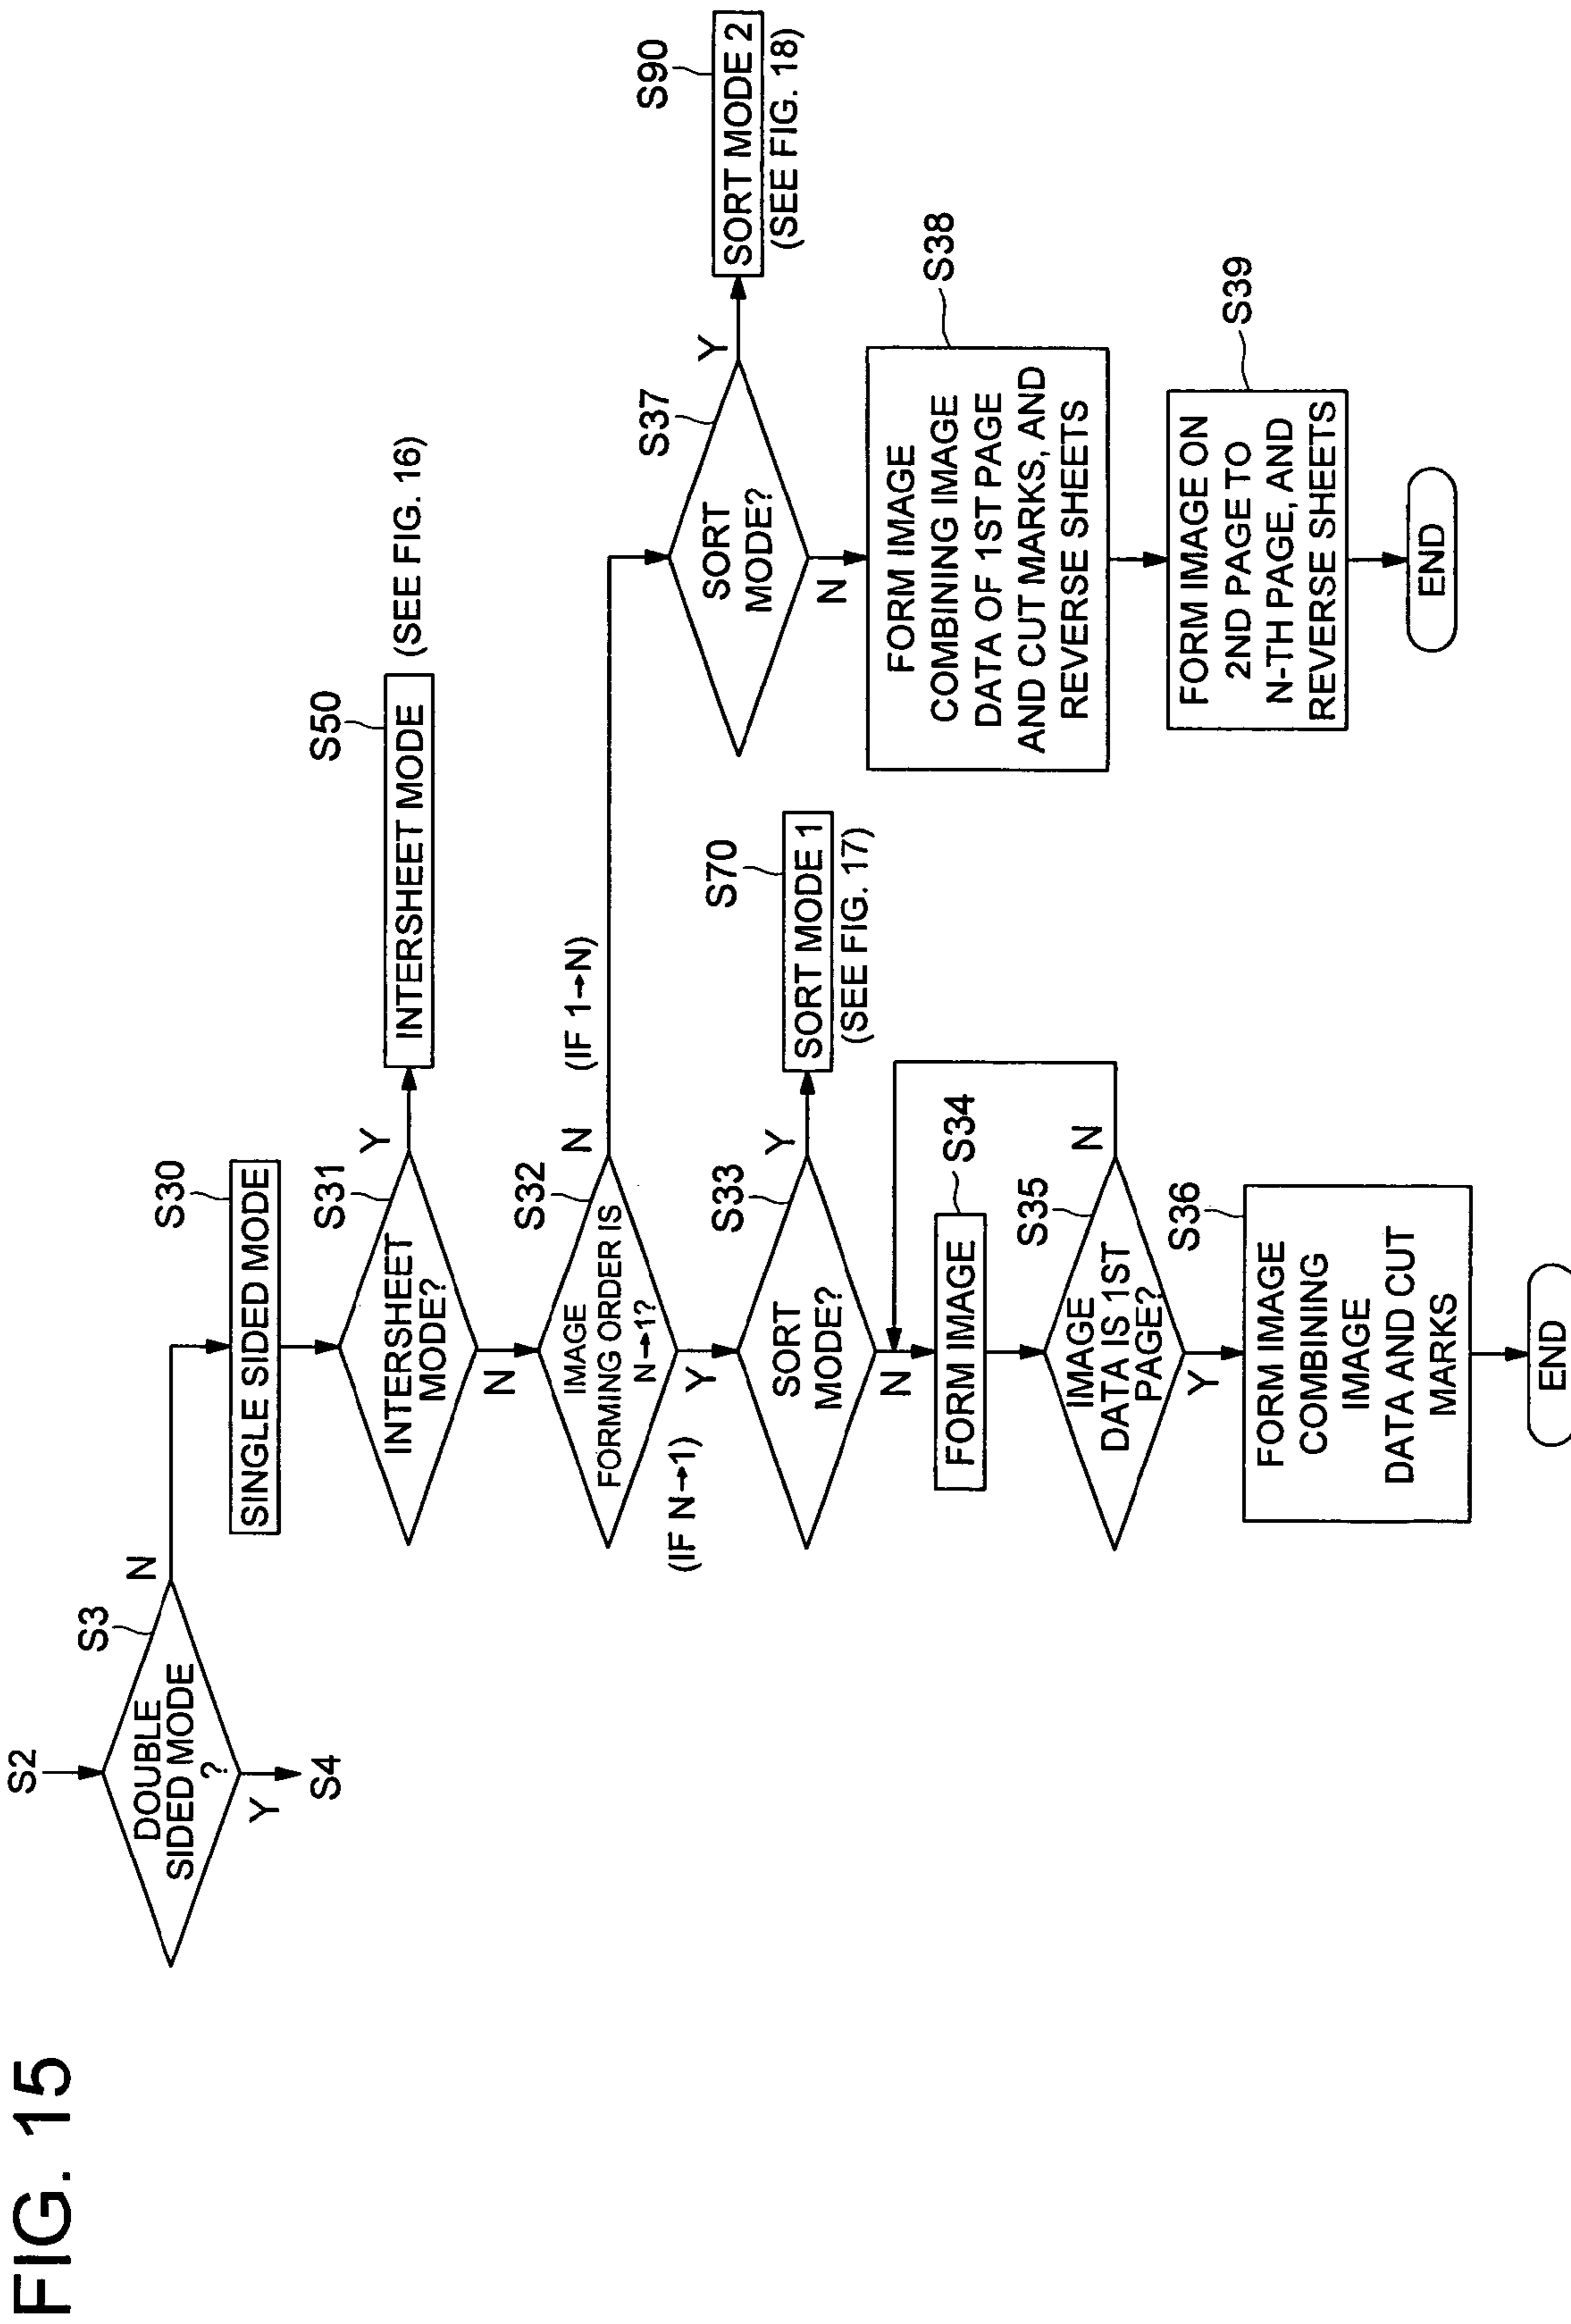 FIG. 15
S2
S3
DOUBLE
SIDED MODE
?
N
Y
S4
S30
SINGLE SIDED MODE
S31
INTERSHEET
MODE?
Y
N
S50
INTERSHEET MODE
(SEE FIG. 16)
S32
IMAGE
FORMING ORDER IS
N→1?
N
(IF 1→N)
Y
(IF N→1)
S33
SORT
MODE?
Y
N
S70
SORT MODE 1
(SEE FIG. 17)
S34
FORM IMAGE
S35
IMAGE
DATA IS 1ST
PAGE?
N
Y
S36
FORM IMAGE
COMBINING
IMAGE
DATA AND CUT
MARKS
END
S37
SORT
MODE?
Y
N
S90
SORT MODE 2
(SEE FIG. 18)
S38
FORM IMAGE
COMBINING IMAGE
DATA OF 1ST PAGE
AND CUT MARKS, AND
REVERSE SHEETS
S39
FORM IMAGE ON
2ND PAGE TO
N-TH PAGE, AND
REVERSE SHEETS
END